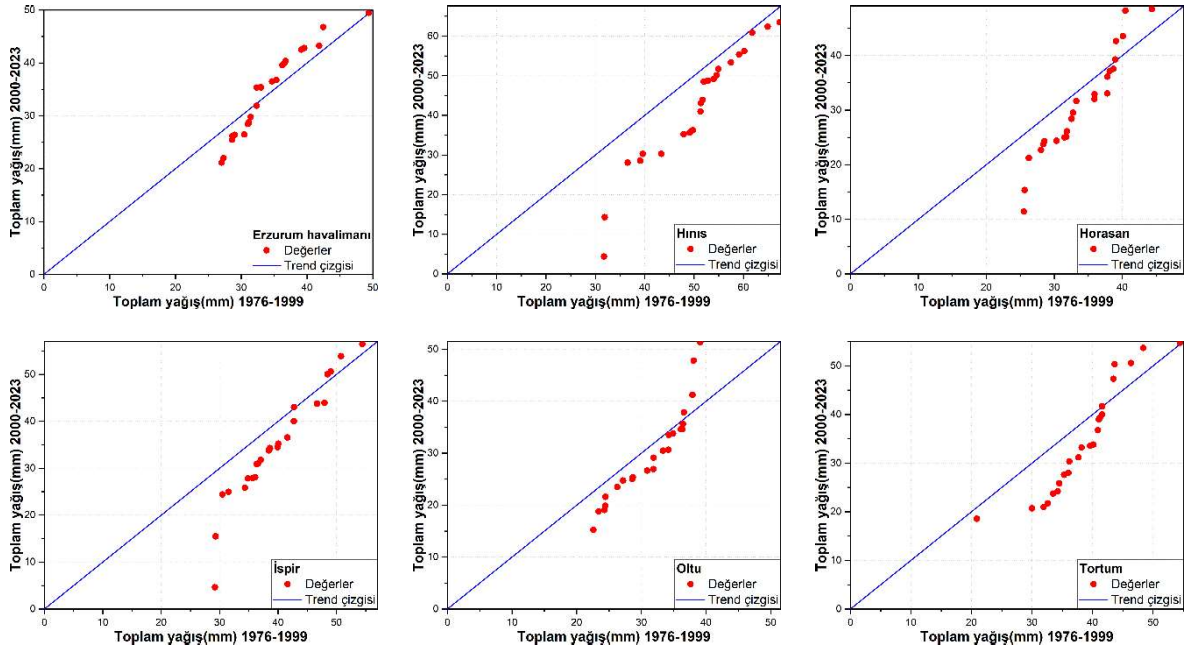 Toplam yağış(mm) 2000-2023
50
40
30
20
10
0
Erzurum havalimanı
Değerler
Trend çizgisi
0 10 20 30 40 50
Toplam yağış(mm) 1976-1999
Toplam yağış(mm) 2000-2023
60
50
40
30
20
10
0
Hınıs
Değerler
Trend çizgisi
0 10 20 30 40 50 60
Toplam yağış(mm) 1976-1999
Toplam yağış(mm) 2000-2023
40
30
20
10
0
Horasan
Değerler
Trend çizgisi
0 10 20 30 40
Toplam yağış(mm) 1976-1999
Toplam yağış(mm) 2000-2023
50
40
30
20
10
0
İspir
Değerler
Trend çizgisi
0 10 20 30 40 50
Toplam yağış(mm) 1976-1999
Toplam yağış(mm) 2000-2023
50
40
30
20
10
0
Oltu
Değerler
Trend çizgisi
0 10 20 30 40 50
Toplam yağış(mm) 1976-1999
Toplam yağış(mm) 2000-2023
50
40
30
20
10
0
Tortum
Değerler
Trend çizgisi
0 10 20 30 40 50
Toplam yağış(mm) 1976-1999